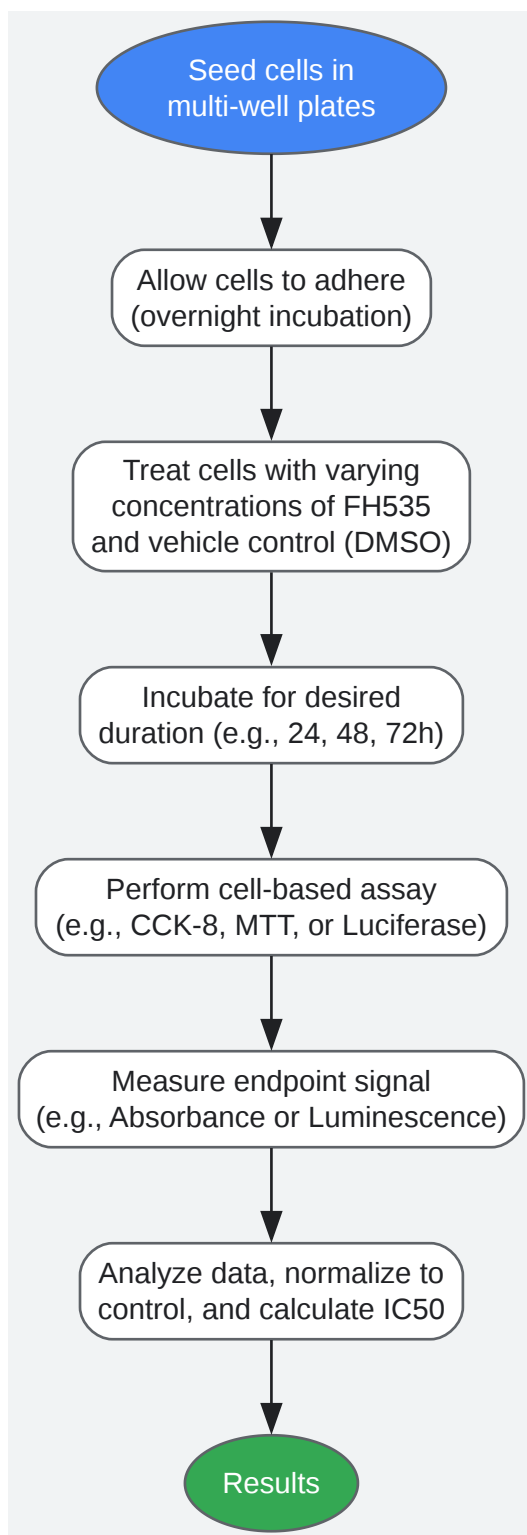 Seed cells in
multi-well plates
Allow cells to adhere
(overnight incubation)
Treat cells with varying
concentrations of FH535
and vehicle control (DMSO)
Incubate for desired
duration (e.g., 24, 48, 72h)
Perform cell-based assay
(e.g., CCK-8, MTT, or Luciferase)
Measure endpoint signal
(e.g., Absorbance or Luminescence)
Analyze data, normalize to
control, and calculate IC50
Results